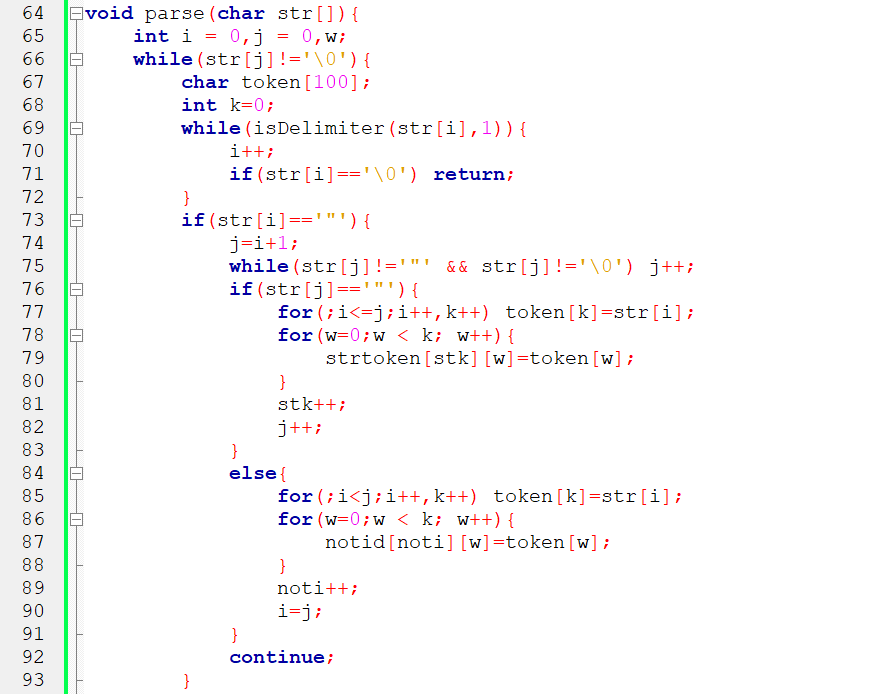 64 void parse(char str[]){
65     int i = 0,j = 0,w;
66     while(str[j]!='\0'){
67         char token[100];
68         int k=0;
69         while(isDelimiter(str[i],1)){
70             i++;
71             if(str[i]=='\0') return;
72         }
73         if(str[i]=='"'){
74             j=i+1;
75             while(str[j]!='"' && str[j]!='\0') j++;
76             if(str[j]=='"'){
77                 for(;i<=j;i++,k++) token[k]=str[i];
78                 for(w=0;w < k; w++){
79                     strtoken[stk][w]=token[w];
80                 }
81                 stk++;
82                 j++;
83             }
84             else{
85                 for(;i<j;i++,k++) token[k]=str[i];
86                 for(w=0;w < k; w++){
87                     notid[noti][w]=token[w];
88                 }
89                 noti++;
90                 i=j;
91             }
92             continue;
93         }